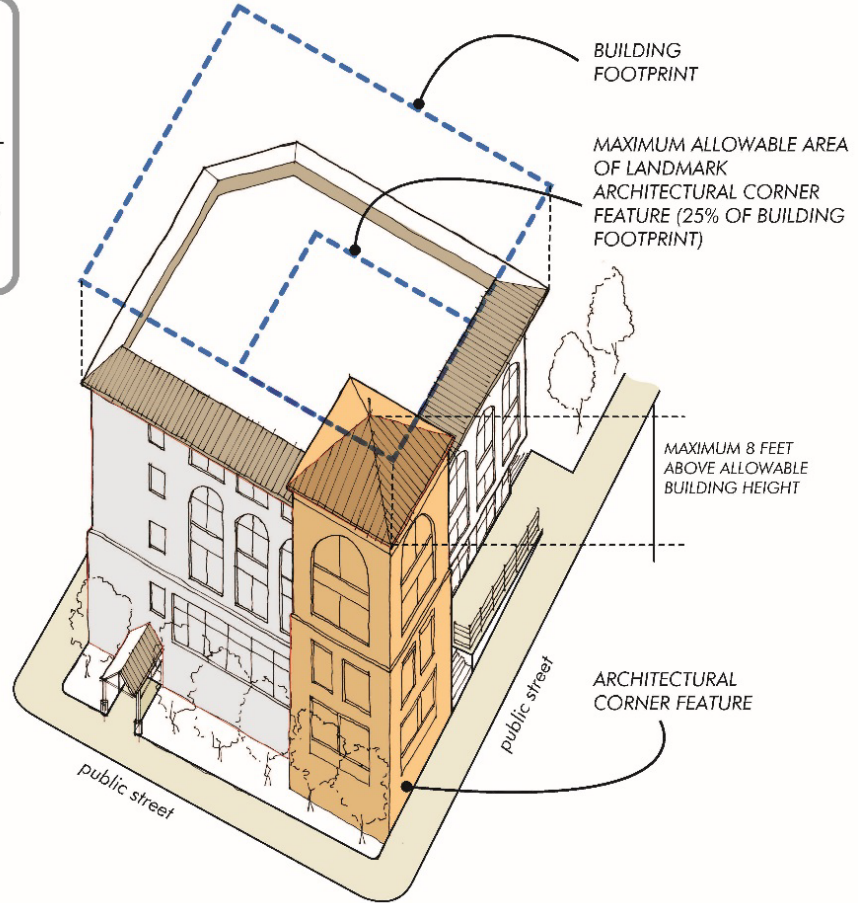 BUILDING
FOOTPRINT
MAXIMUM ALLOWABLE AREA
OF LANDMARK
ARCHITECTURAL CORNER
FEATURE (25% OF BUILDING
FOOTPRINT)
MAXIMUM 8 FEET
ABOVE ALLOWABLE
BUILDING HEIGHT
ARCHITECTURAL
CORNER FEATURE
public street
public street